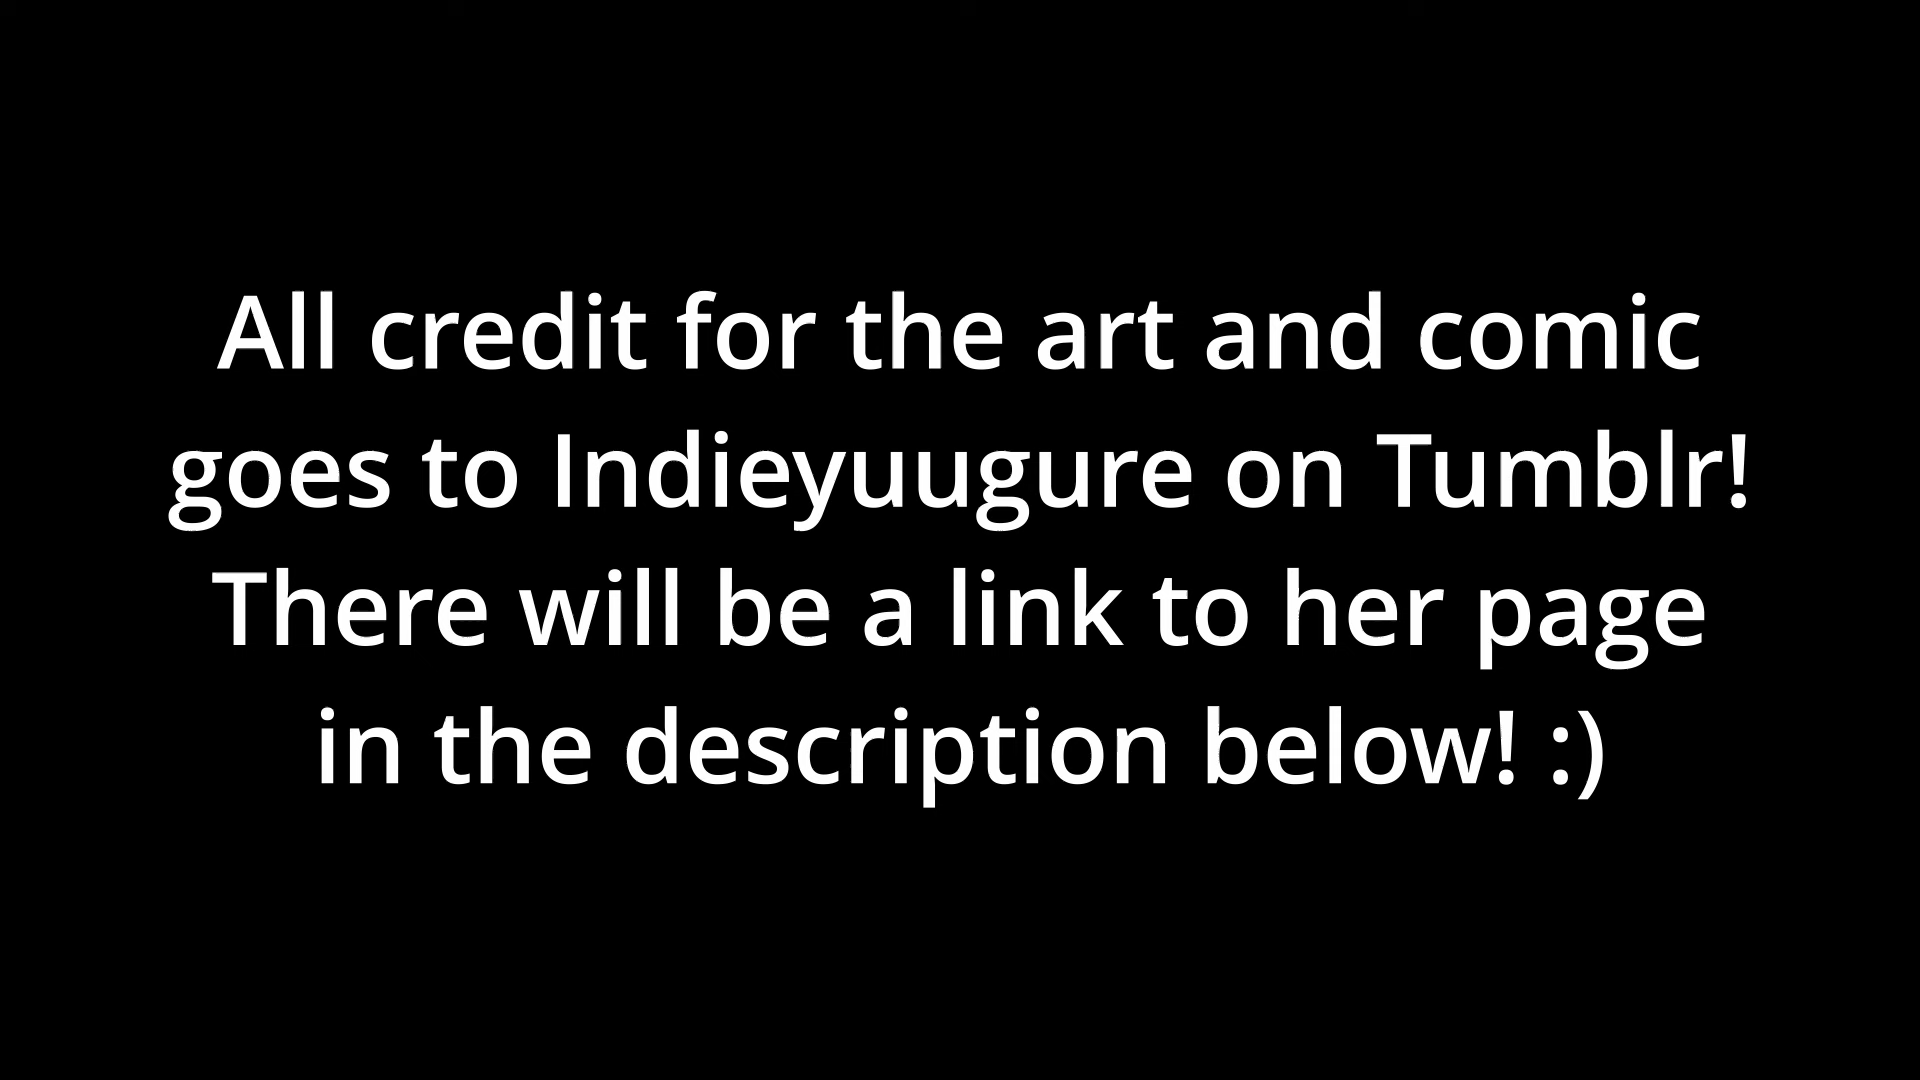 All credit for the art and comic
goes to Indieyuugure on Tumblr!
There will be a link to her page
in the description below! :)